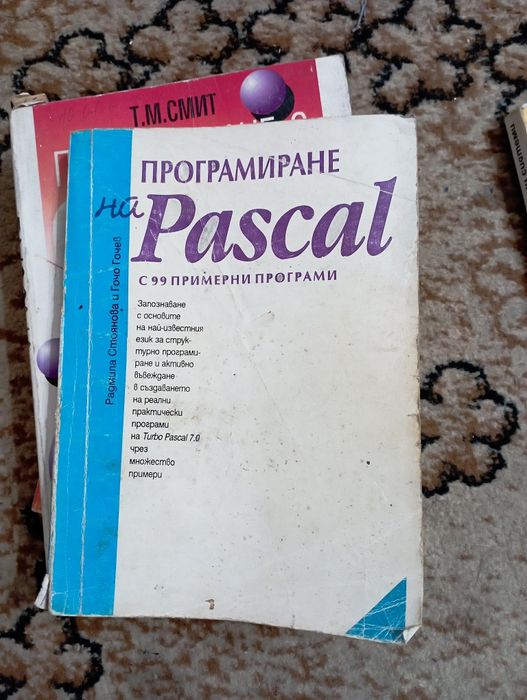 Т.М.СМИТ
ПРОГРАМИРАНЕ
на Pascal
С 99 ПРИМЕРНИ ПРОГРАМИ
Радмила Стоянова и Гочо Гочев
Запознаване
с основите
на най-известния
език за струк-
турно програми-
ране и активно
въвеждане
в създаването
на реални
практически
програми
на Turbo Pascal 7.0
чрез
множество
примери